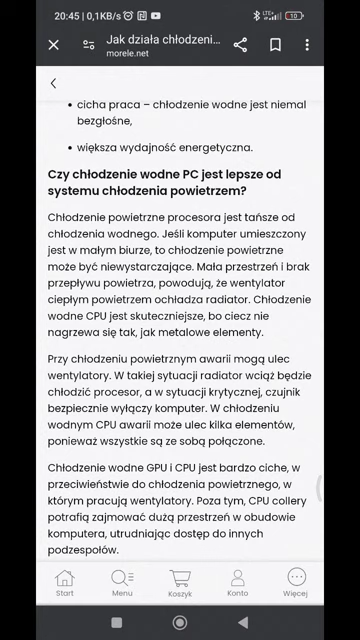 20:45 | 0,1KB/s
LTE+
10
Jak działa chłodzeni...
morele.net
• cicha praca – chłodzenie wodne jest niemal
bezgłośne,
• większa wydajność energetyczna.
Czy chłodzenie wodne PC jest lepsze od
systemu chłodzenia powietrzem?
Chłodzenie powietrzne procesora jest tańsze od
chłodzenia wodnego. Jeśli komputer umieszczony
jest w małym biurze, to chłodzenie powietrzne
może być niewystarczające. Mała przestrzeń i brak
przepływu powietrza, powodują, że wentylator
ciepłym powietrzem ochładza radiator. Chłodzenie
wodne CPU jest skuteczniejsze, bo ciecz nie
nagrzewa się tak, jak metalowe elementy.
Przy chłodzeniu powietrznym awarii mogą ulec
wentylatory. W takiej sytuacji radiator wciąż będzie
chłodzić procesor, a w sytuacji krytycznej, czujnik
bezpiecznie wyłączy komputer. W chłodzeniu
wodnym CPU awarii może ulec kilka elementów,
ponieważ wszystkie są ze sobą połączone.
Chłodzenie wodne GPU i CPU jest bardzo ciche, w
przeciwieństwie do chłodzenia powietrznego, w
którym pracują wentylatory. Poza tym, CPU collery
potrafią zajmować dużą przestrzeń w obudowie
komputera, utrudniając dostęp do innych
podzespołów.
Start
Menu
Koszyk
Konto
Więcej